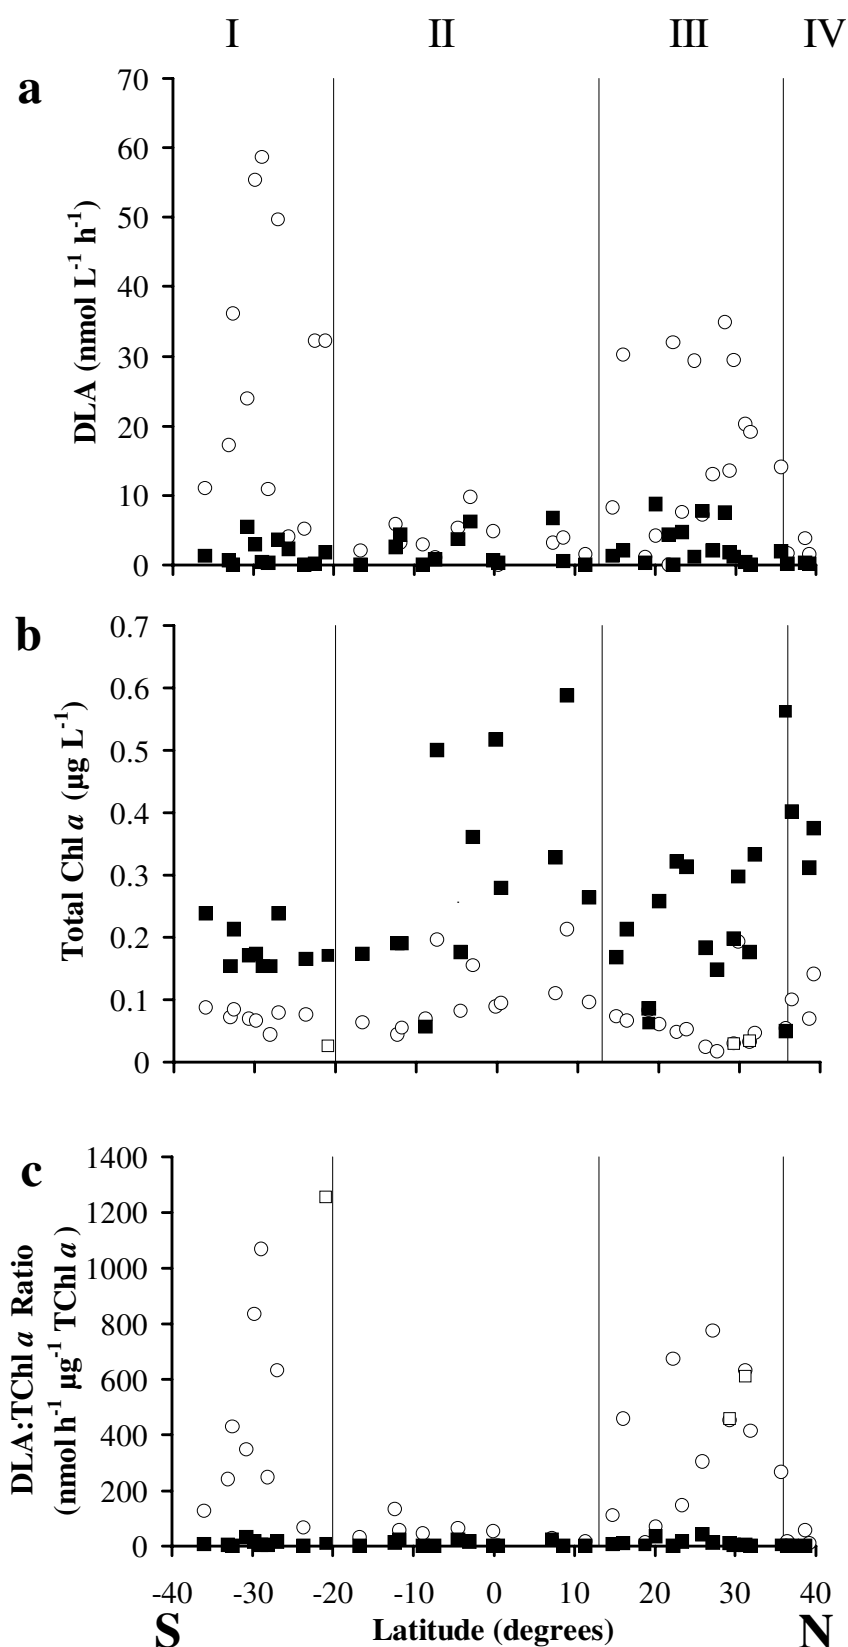 I II III IV
a
DLA (nmol L-1 h-1)
70
60
50
40
30
20
10
0
b
Total Chl a (µg L-1)
0.7
0.6
0.5
0.4
0.3
0.2
0.1
0
c
DLA:TChl a Ratio
(nmol h-1 µg-1 TChl a)
1400
1200
1000
800
600
400
200
0
-40 -30 -20 -10 0 10 20 30 40
S Latitude (degrees) N